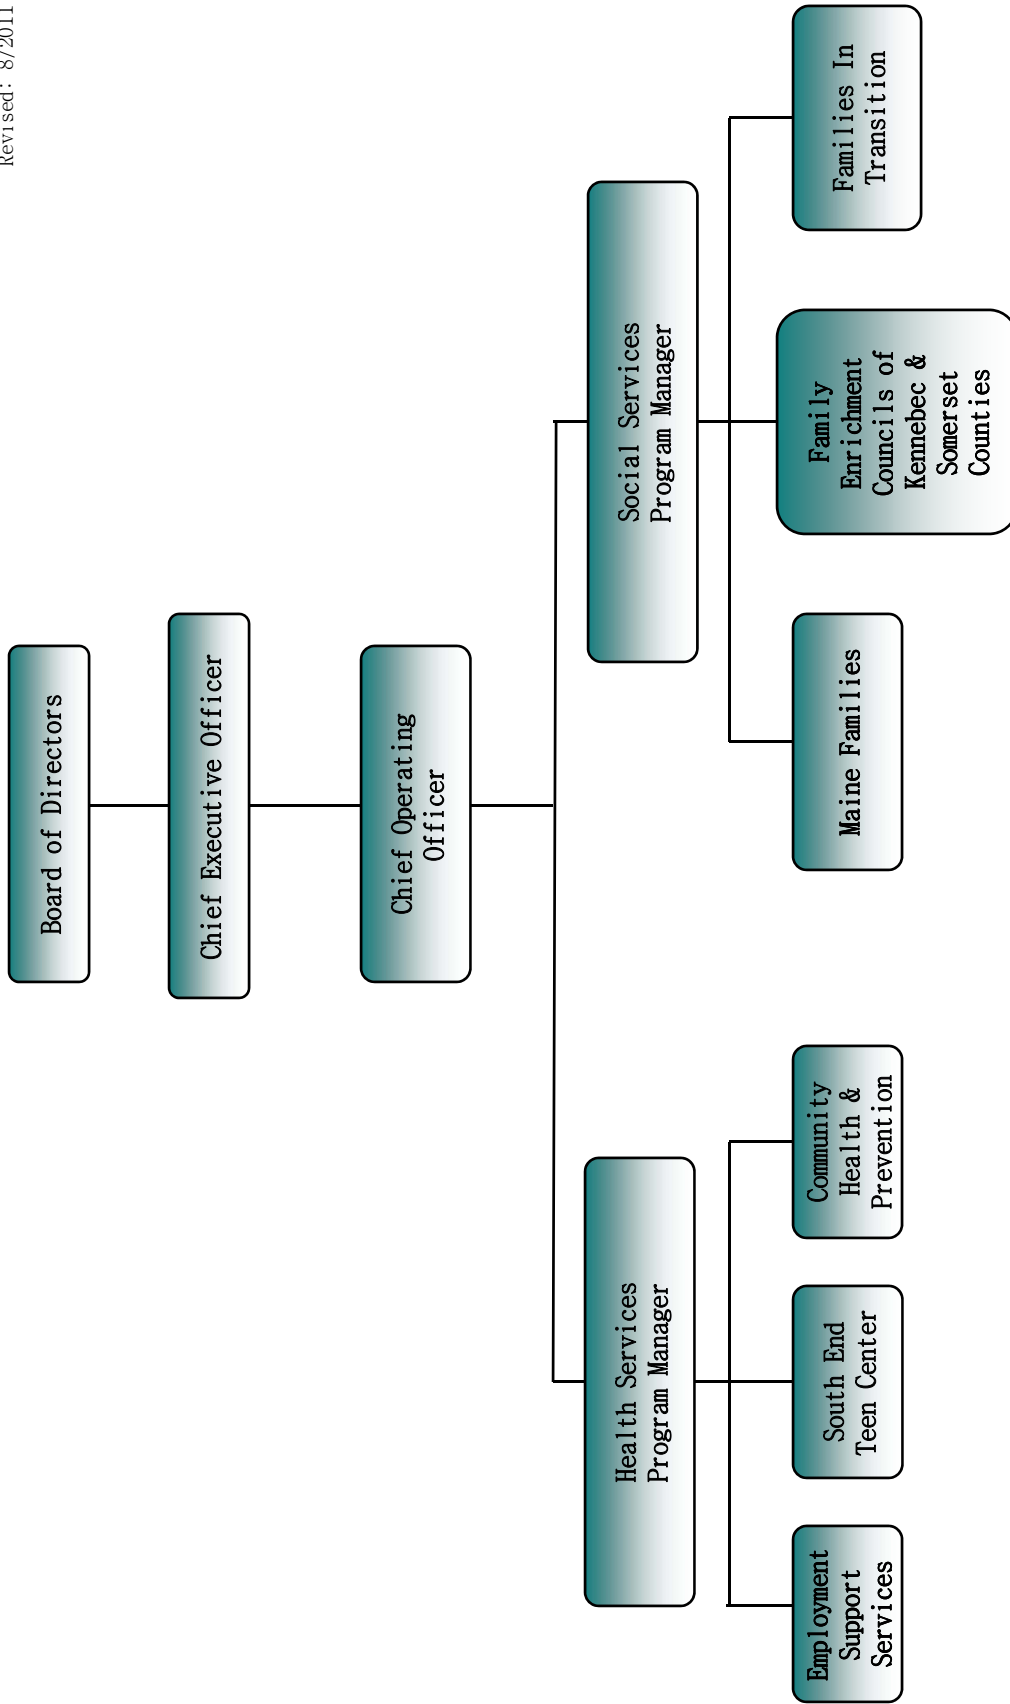 Revised: 8/2011
Board of Directors
Chief Executive Officer
Chief Operating
Officer
Health Services
Program Manager
Social Services
Program Manager
Employment
Support
Services
South End
Teen Center
Community
Health &
Prevention
Maine Families
Family
Enrichment
Councils of
Kennebec &
Somerset
Counties
Families In
Transition